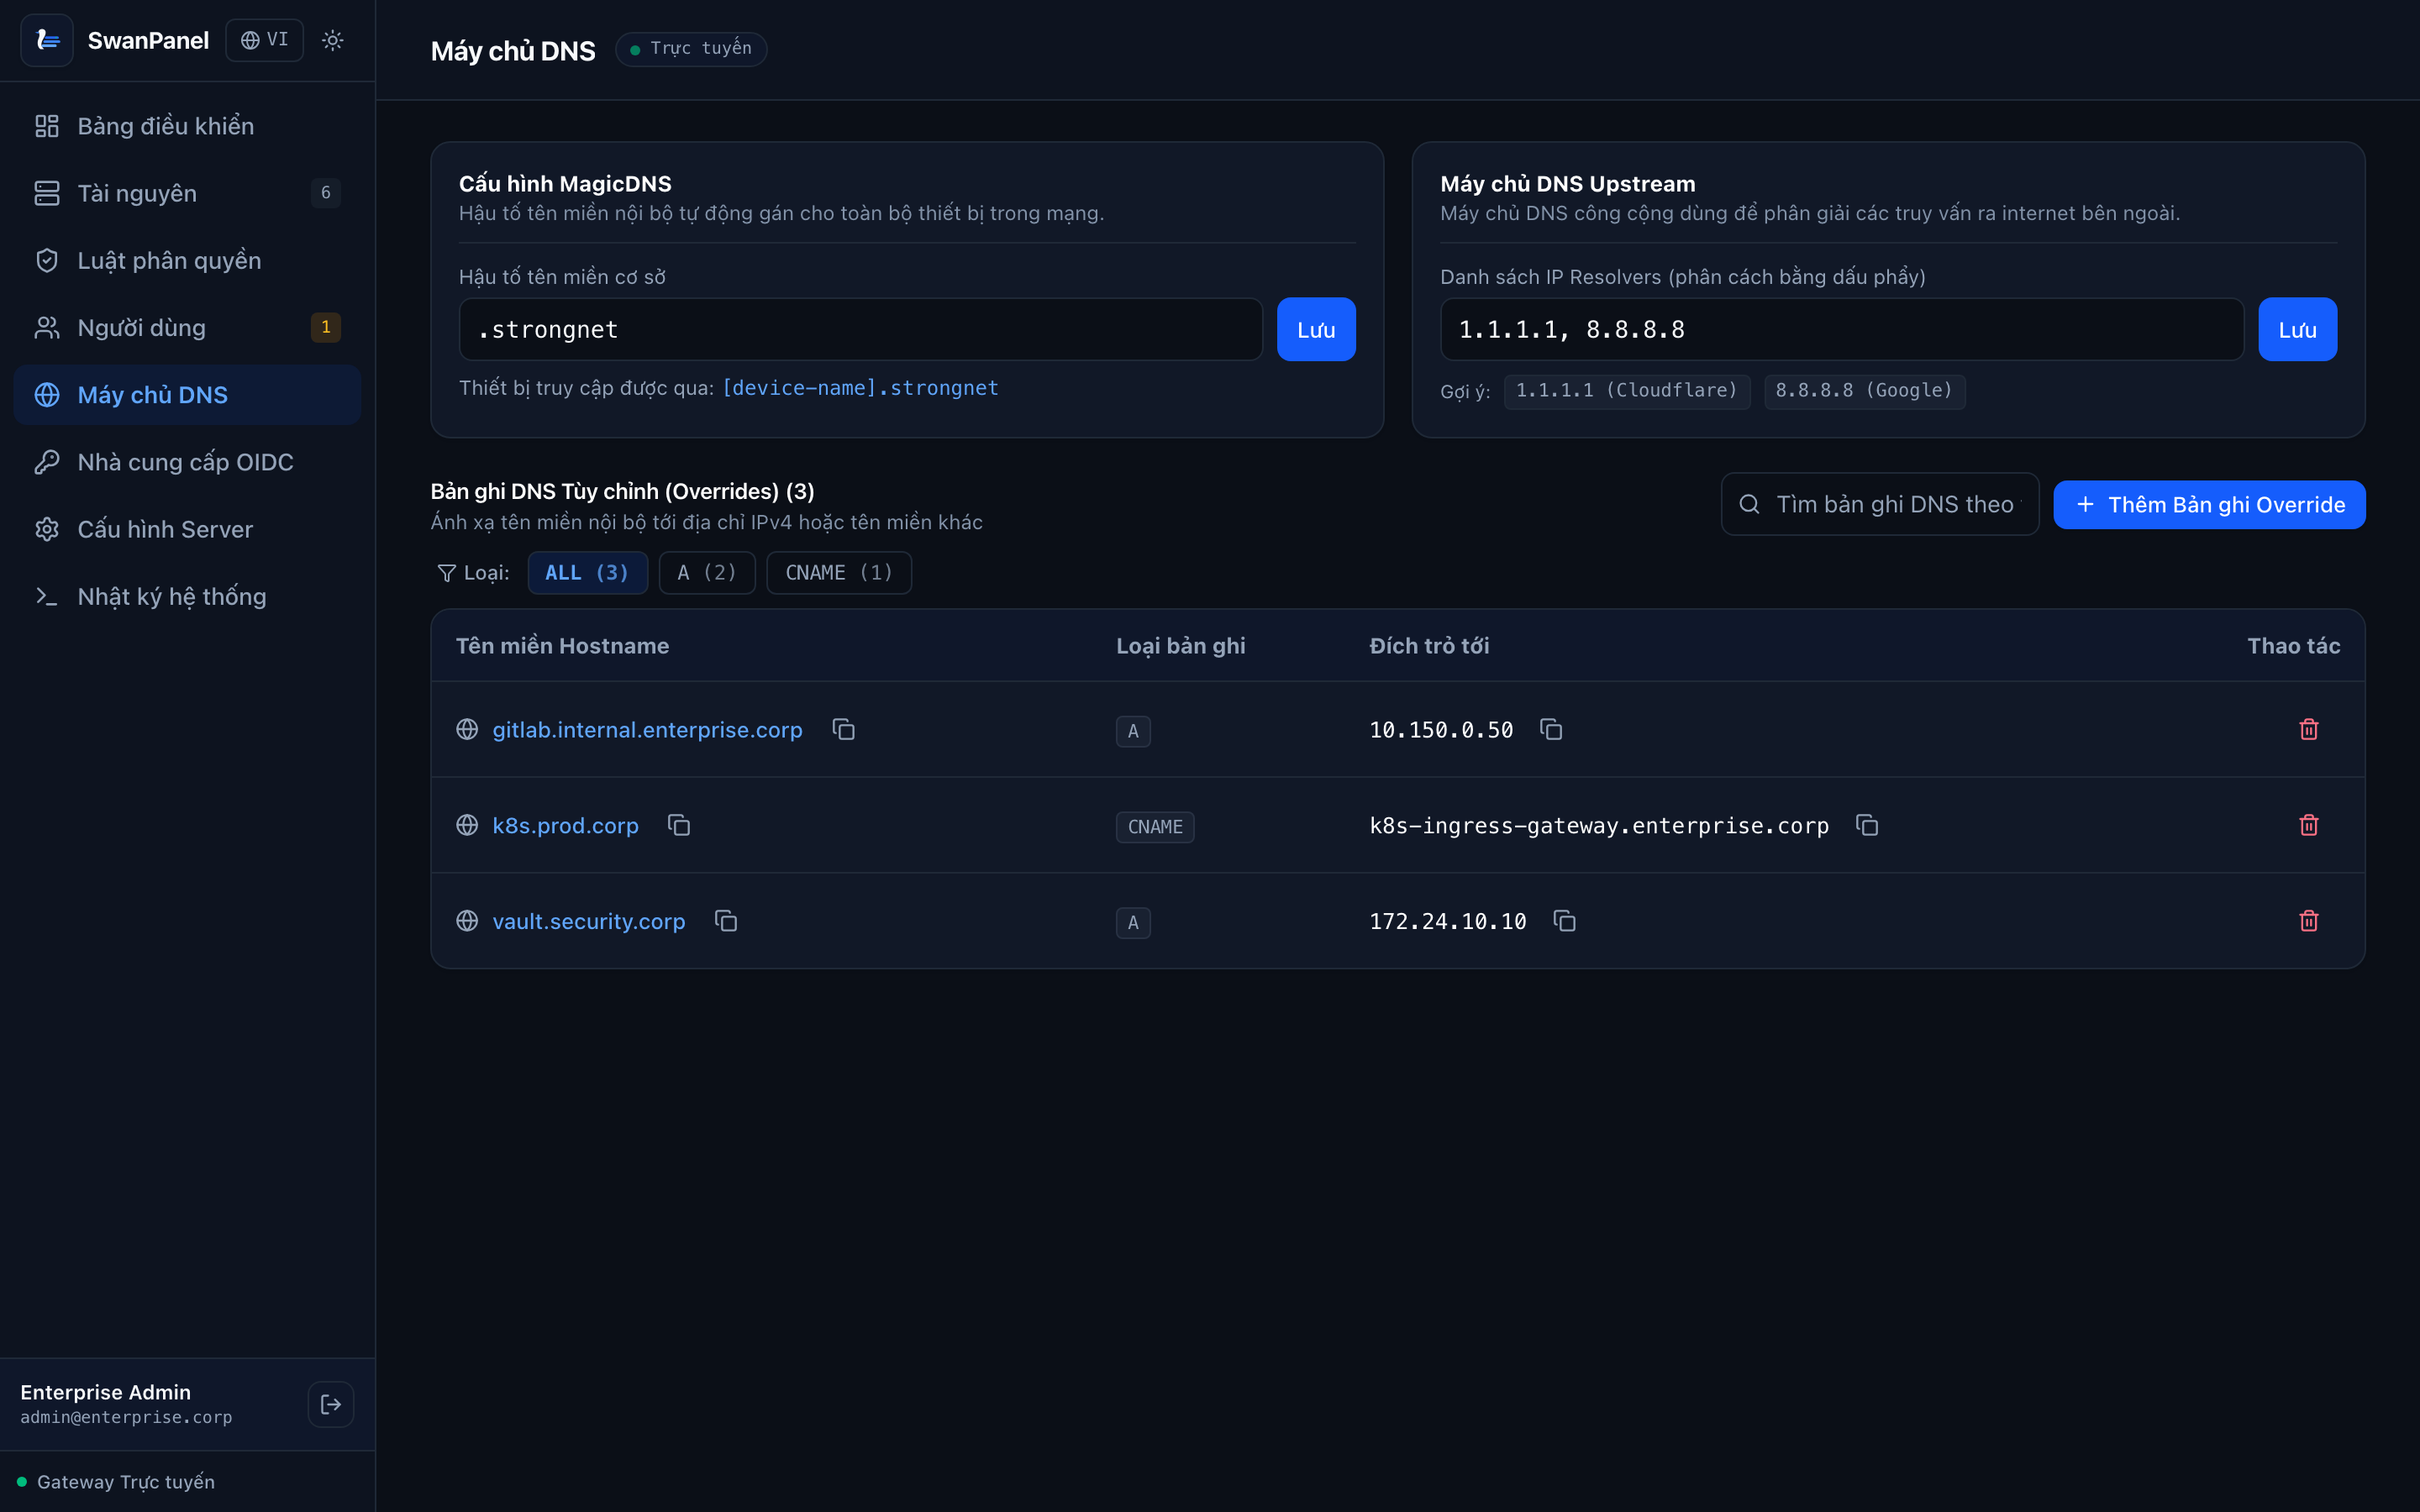 SwanPanel
VI
Bảng điều khiển
Tài nguyên
6
Luật phân quyền
Người dùng
1
Máy chủ DNS
Nhà cung cấp OIDC
Cấu hình Server
Nhật ký hệ thống
Enterprise Admin
admin@enterprise.corp
Gateway Trực tuyến
Máy chủ DNS
Trực tuyến
Cấu hình MagicDNS
Hậu tố tên miền nội bộ tự động gán cho toàn bộ thiết bị trong mạng.
Hậu tố tên miền cơ sở
.strongnet
Lưu
Thiết bị truy cập được qua: [device-name].strongnet
Máy chủ DNS Upstream
Máy chủ DNS công cộng dùng để phân giải các truy vấn ra internet bên ngoài.
Danh sách IP Resolvers (phân cách bằng dấu phẩy)
1.1.1.1, 8.8.8.8
Lưu
Gợi ý: 1.1.1.1 (Cloudflare) 8.8.8.8 (Google)
Bản ghi DNS Tùy chỉnh (Overrides) (3)
Ánh xạ tên miền nội bộ tới địa chỉ IPv4 hoặc tên miền khác
Tìm bản ghi DNS theo
Thêm Bản ghi Override
Loại: ALL (3) A (2) CNAME (1)
Tên miền Hostname Loại bản ghi Đích trỏ tới Thao tác
gitlab.internal.enterprise.corp A 10.150.0.50
k8s.prod.corp CNAME k8s-ingress-gateway.enterprise.corp
vault.security.corp A 172.24.10.10